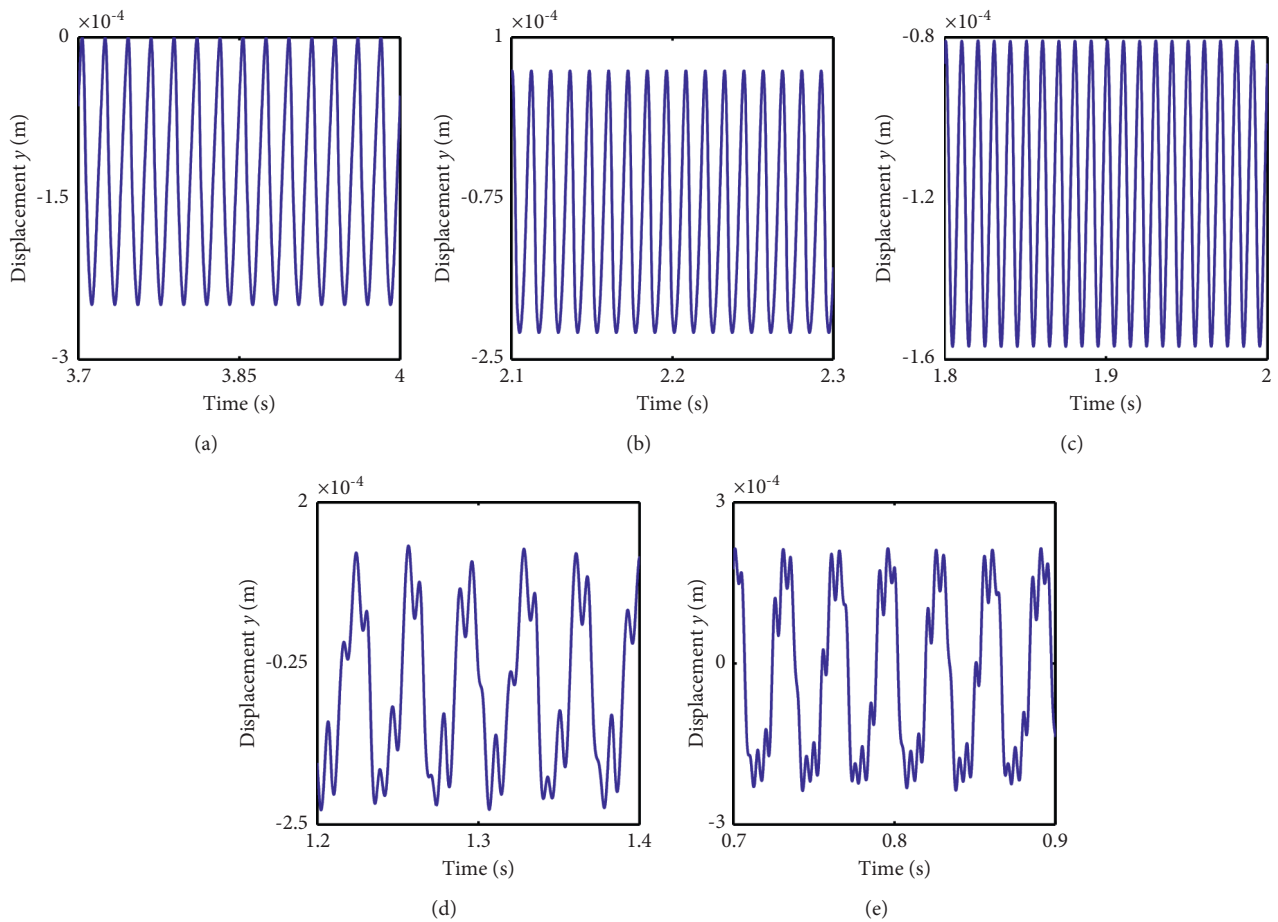 ×10-4
0
-1.5
-3
3.7 3.85 4
Displacement y (m)
Time (s)
(a)
×10-4
1
-0.75
-2.5
2.1 2.2 2.3
Displacement y (m)
Time (s)
(b)
×10-4
-0.8
-1.2
-1.6
1.8 1.9 2
Displacement y (m)
Time (s)
(c)
×10-4
2
-0.25
-2.5
1.2 1.3 1.4
Displacement y (m)
Time (s)
(d)
×10-4
3
0
-3
0.7 0.8 0.9
Displacement y (m)
Time (s)
(e)